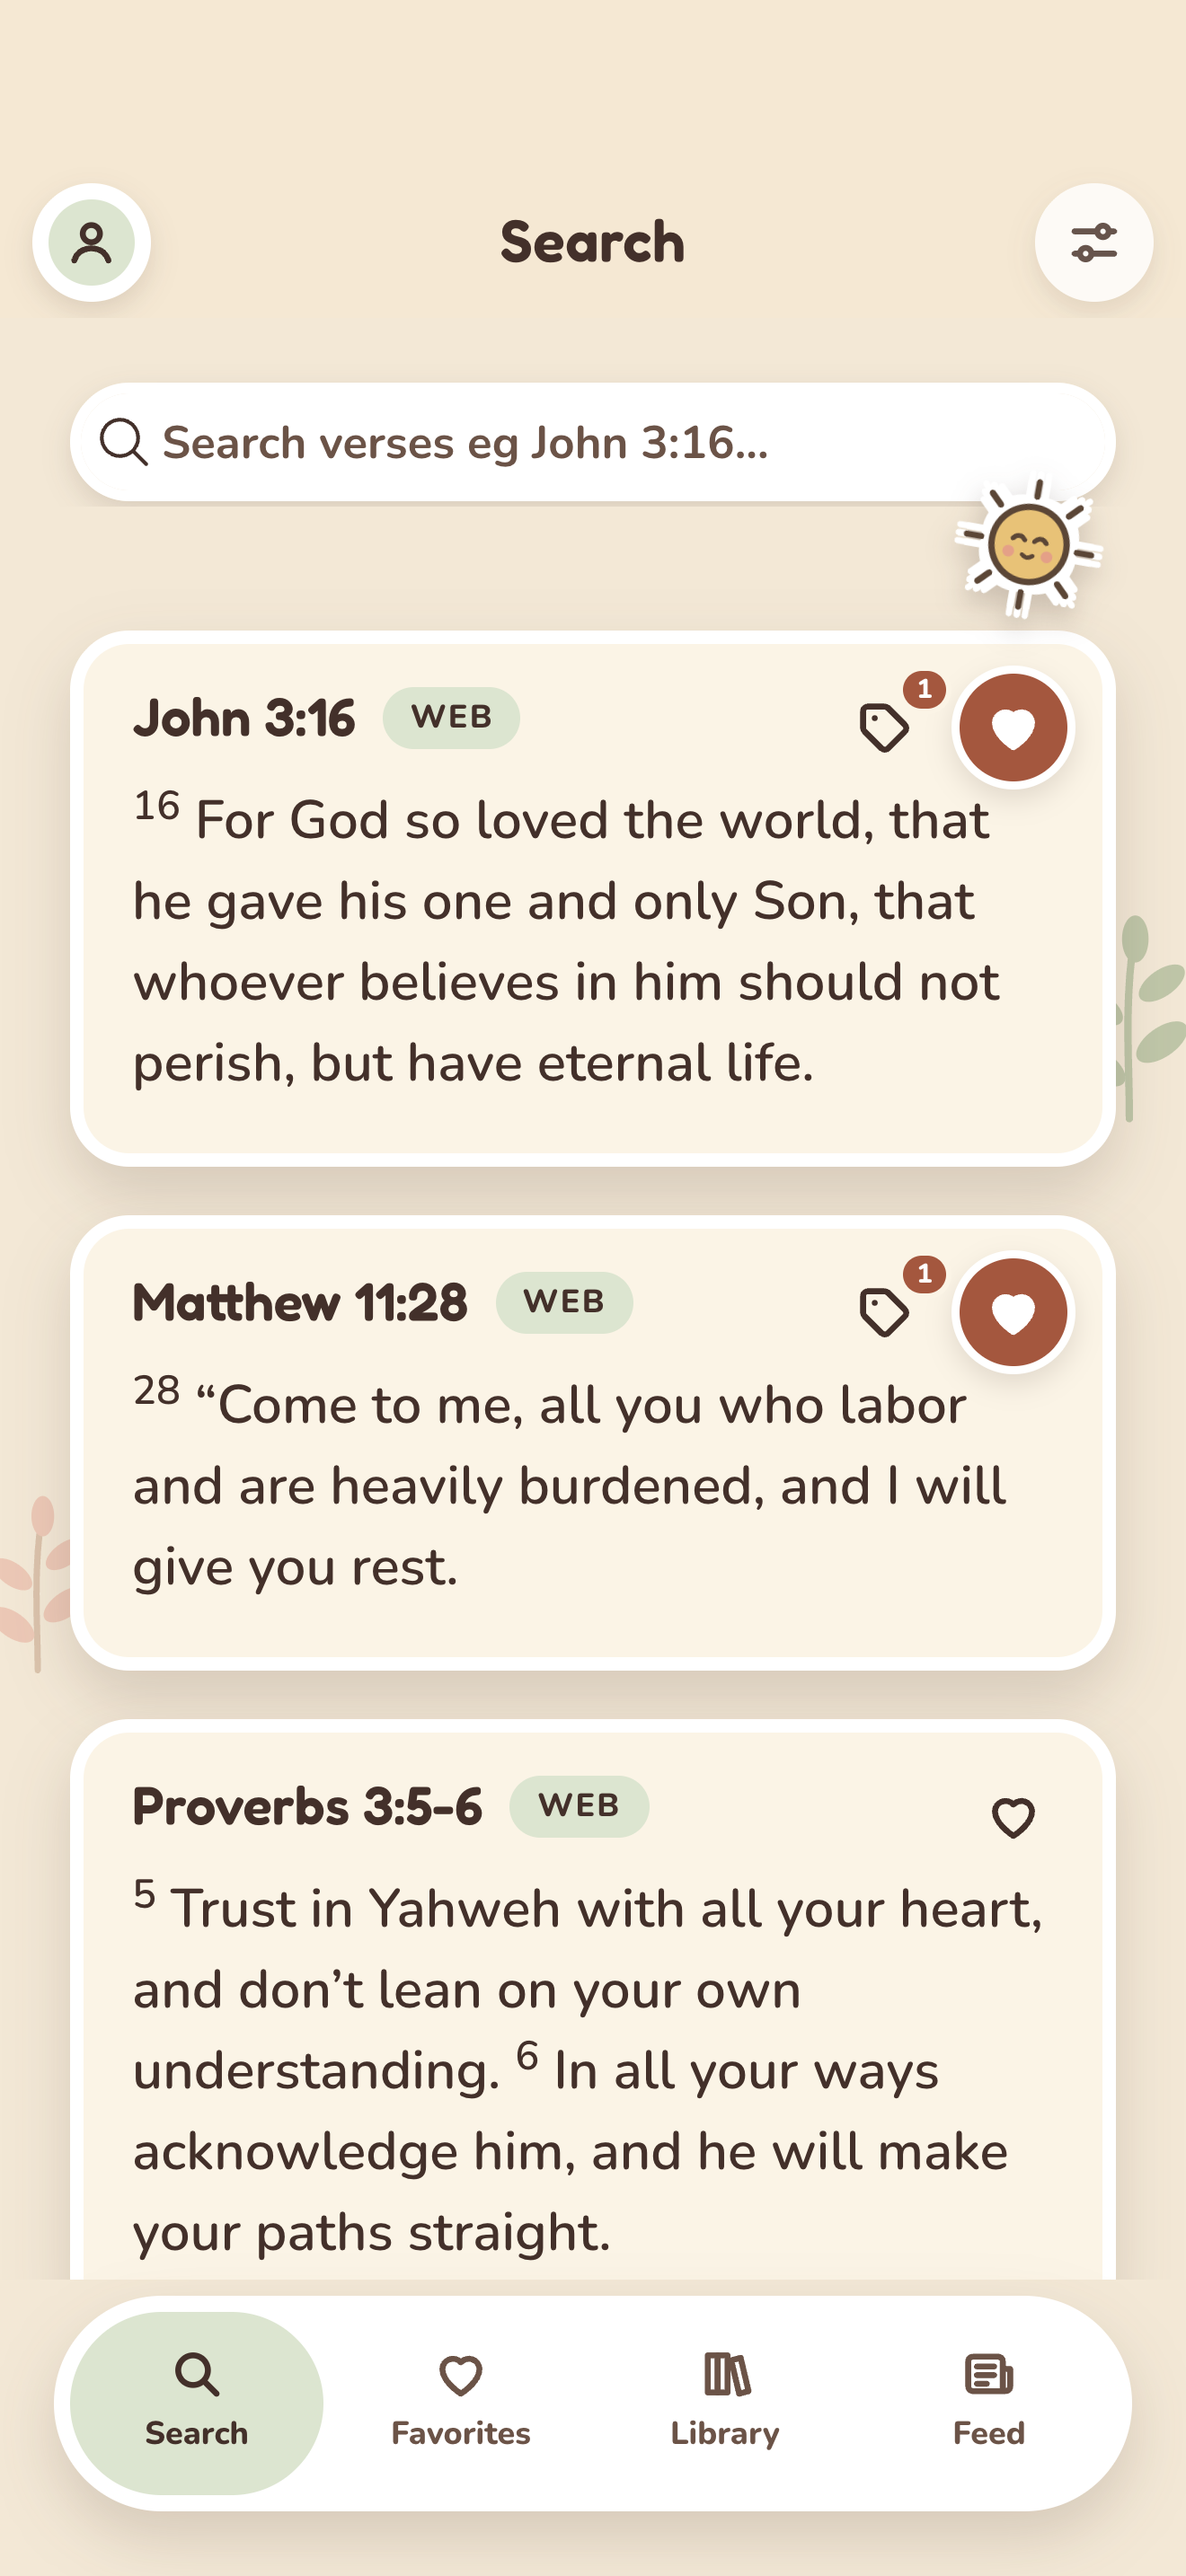 Search
Search verses eg John 3:16...
John 3:16 WEB 1
16 For God so loved the world, that
he gave his one and only Son, that
whoever believes in him should not
perish, but have eternal life.
Matthew 11:28 WEB 1
28 “Come to me, all you who labor
and are heavily burdened, and I will
give you rest.
Proverbs 3:5-6 WEB
5 Trust in Yahweh with all your heart,
and don’t lean on your own
understanding. 6 In all your ways
acknowledge him, and he will make
your paths straight.
Search Favorites Library Feed